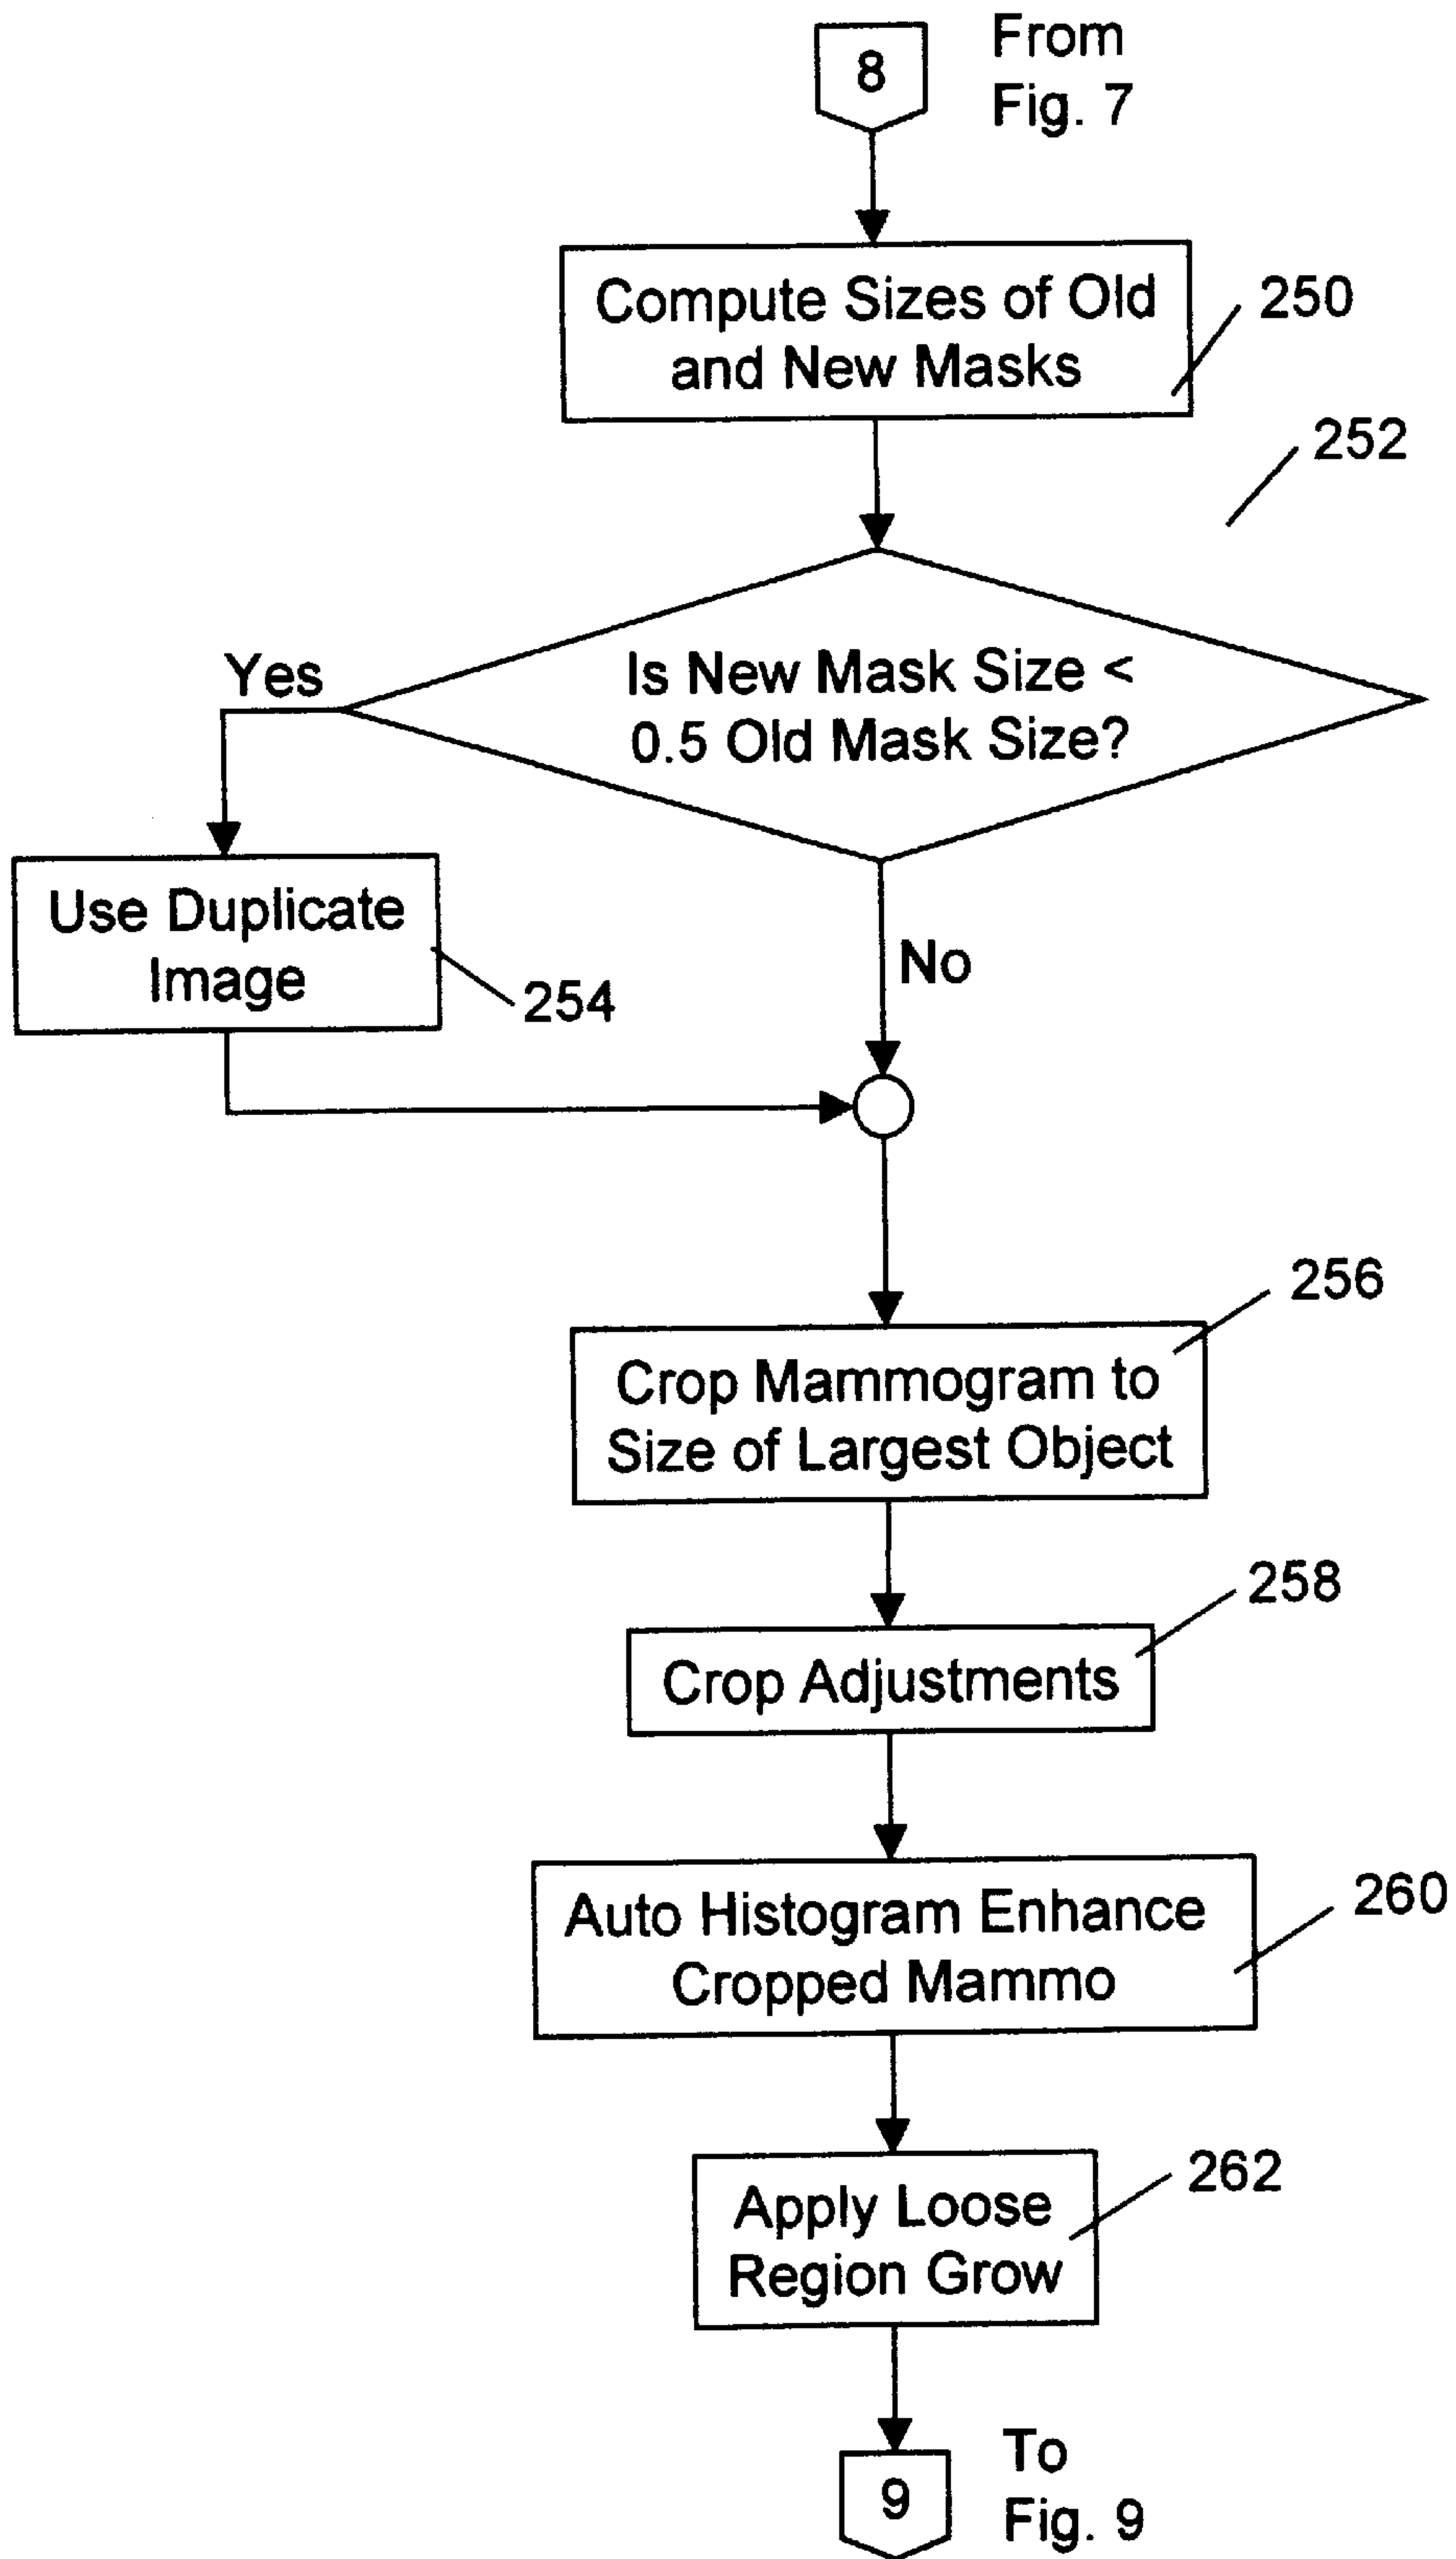 8
From
Fig. 7
Compute Sizes of Old
and New Masks
250
252
Is New Mask Size <
0.5 Old Mask Size?
Yes
Use Duplicate
Image
254
No
256
Crop Mammogram to
Size of Largest Object
258
Crop Adjustments
Auto Histogram Enhance
Cropped Mammo
260
Apply Loose
Region Grow
262
9
To
Fig. 9